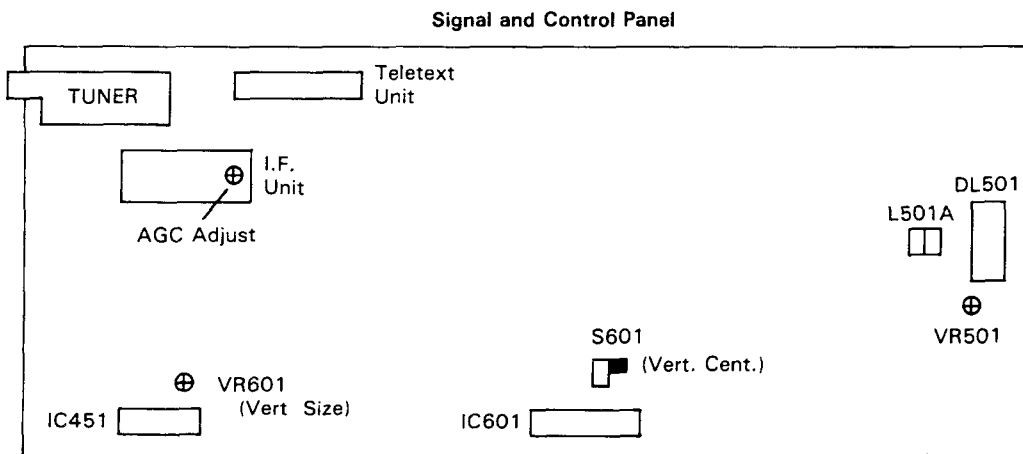 Signal and Control Panel
TUNER
Teletext
Unit
I.F.
Unit
AGC Adjust
DL501
L501A
VR501
S601
(Vert. Cent.)
VR601
(Vert Size)
IC451
IC601